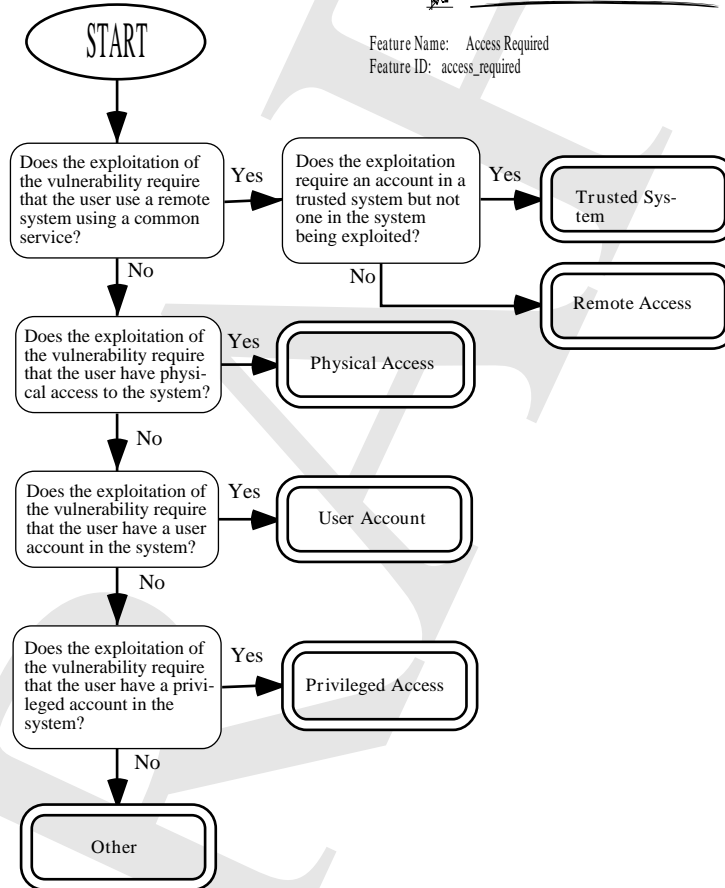 START
Feature Name: Access Required
Feature ID: access_required
Does the exploitation of
the vulnerability require
that the user use a remote
system using a common
service?
Yes
Does the exploitation
require an account in a
trusted system but not
one in the system
being exploited?
Yes
Trusted Sys-
tem
No
No
Remote Access
Does the exploitation of
the vulnerability require
that the user have physi-
cal access to the system?
Yes
Physical Access
No
Does the exploitation of
the vulnerability require
that the user have a user
account in the system?
Yes
User Account
No
Does the exploitation of
the vulnerability require
that the user have a privi-
leged account in the
system?
Yes
Privileged Access
No
Other